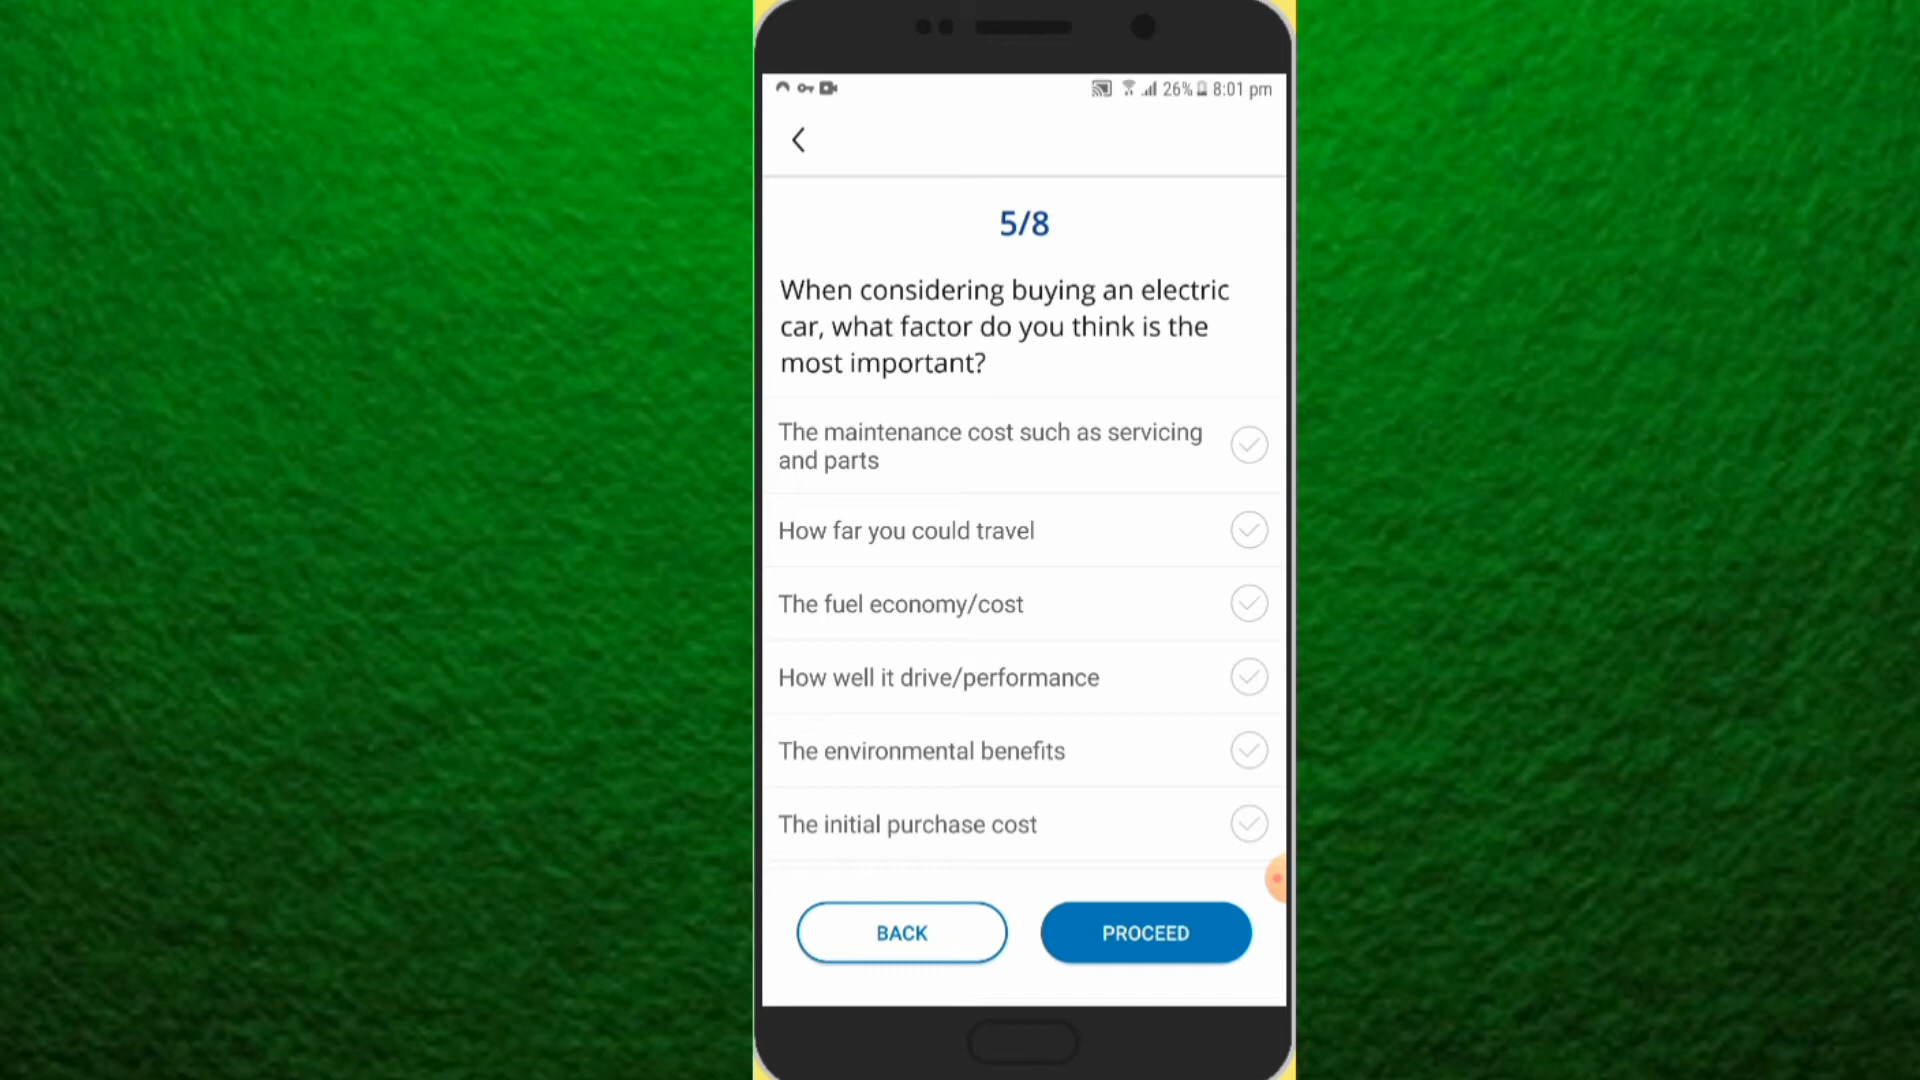 26% 8:01 pm
5/8
When considering buying an electric
car, what factor do you think is the
most important?
The maintenance cost such as servicing
and parts
How far you could travel
The fuel economy/cost
How well it drive/performance
The environmental benefits
The initial purchase cost
BACK PROCEED